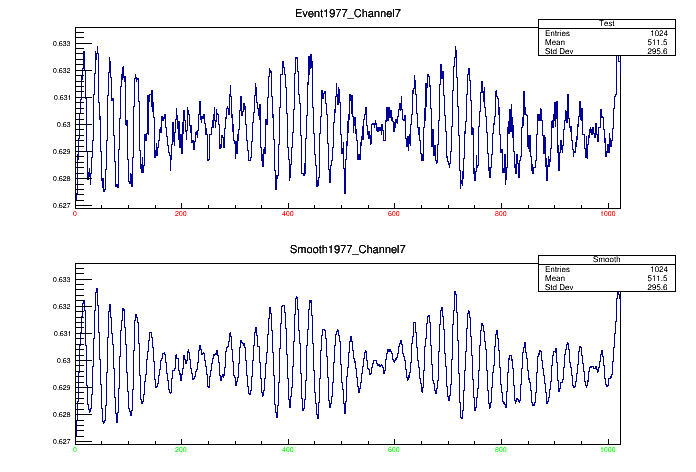 Event1977_Channel7
Test
Entries 1024
Mean 511.5
Std Dev 295.6
0.633
0.632
0.631
0.63
0.629
0.628
0.627
0 200 400 600 800 1000
Smooth1977_Channel7
Smooth
Entries 1024
Mean 511.5
Std Dev 295.6
0.633
0.632
0.631
0.63
0.629
0.628
0.627
0 200 400 600 800 1000